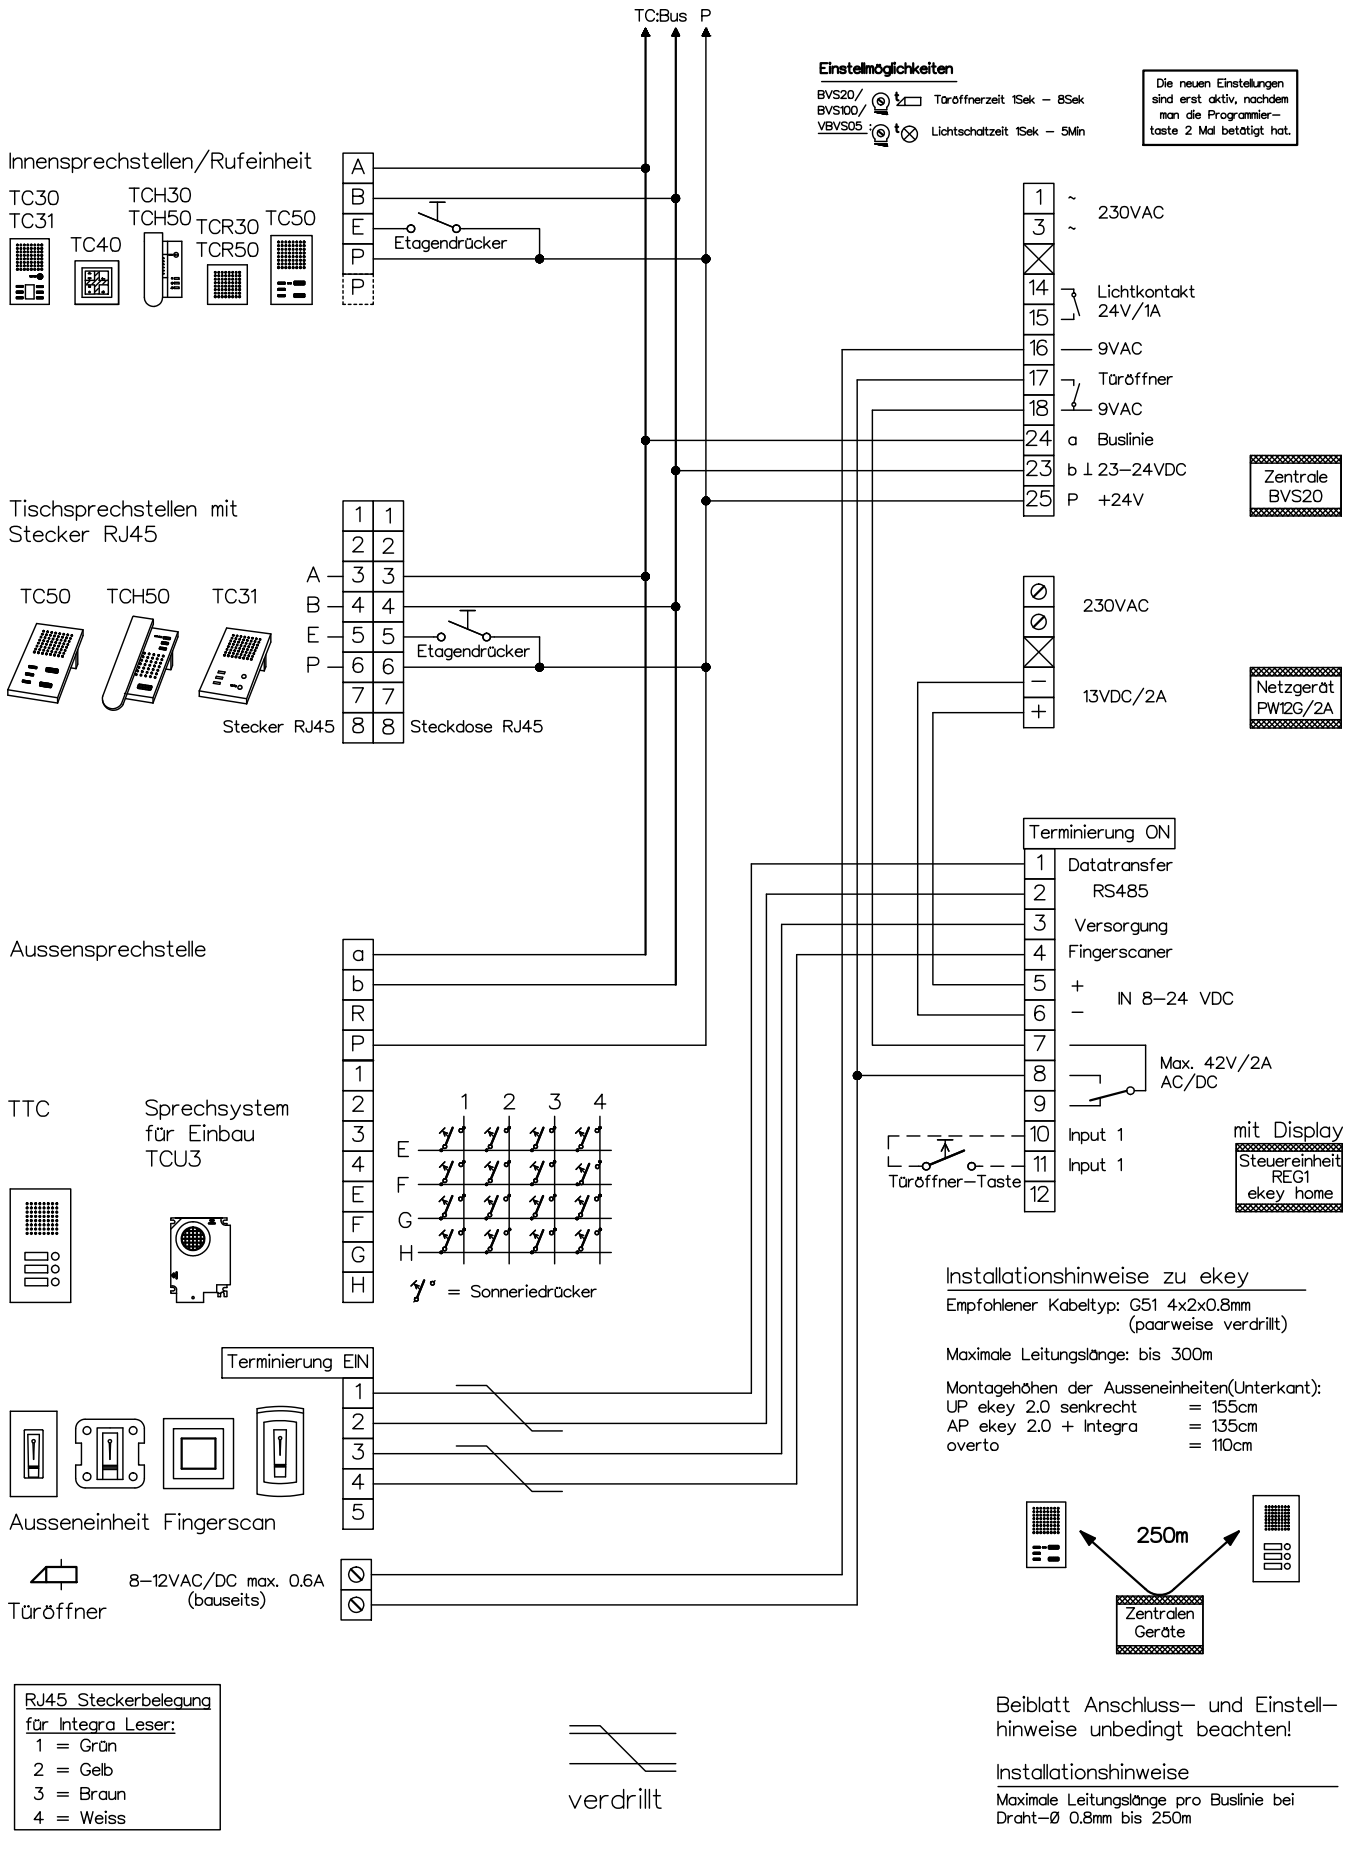 TC:Bus P
Einstellmöglichkeiten
BVS20/
BVS100/
VBVS05 :
t Türöffnerzeit 1Sek – 8Sek
t Lichtschaltzeit 1Sek – 5Min
Die neuen Einstellungen
sind erst aktiv, nachdem
man die Programmier–
taste 2 Mal betätigt hat.
Innensprechstellen/Rufeinheit
TC30
TC31
TC40
TCH30
TCH50
TCR30
TCR50
TC50
A
B
E
P
P
Etagendrücker
1 ~
3 ~
230VAC
14
15
Lichtkontakt
24V/1A
16 9VAC
17 Türöffner
18 9VAC
24 a Buslinie
23 b ⊥ 23–24VDC
25 P +24V
Zentrale
BVS20
Tischsprechstellen mit
Stecker RJ45
TC50 TCH50 TC31
1 1
2 2
A 3 3
B 4 4
E 5 5
P 6 6
7 7
Stecker RJ45 8 8 Steckdose RJ45
Etagendrücker
230VAC
–
+
13VDC/2A
Netzgerät
PW12G/2A
Terminierung ON
1 Datatransfer
2 RS485
3 Versorgung
4 Fingerscaner
5 +
6 –
IN 8–24 VDC
7
8
9
Max. 42V/2A
AC/DC
10 Input 1
11 Input 1
12
Türöffner–Taste
mit Display
Steuereinheit
REG1
ekey home
Aussensprechstelle
a
b
R
P
1
2
3
4
E
F
G
H
TTC
Sprechsystem
für Einbau
TCU3
1 2 3 4
E
F
G
H
= Sonneriedrücker
Installationshinweise zu ekey
Empfohlener Kabeltyp: G51 4x2x0.8mm
(paarweise verdrillt)
Maximale Leitungslänge: bis 300m
Montagehöhen der Ausseneinheiten(Unterkant):
UP ekey 2.0 senkrecht = 155cm
AP ekey 2.0 + Integra = 135cm
overto = 110cm
Terminierung EIN
1
2
3
4
5
Ausseneinheit Fingerscan
Türöffner
8–12VAC/DC max. 0.6A
(bauseits)
250m
Zentralen
Geräte
RJ45 Steckerbelegung
für Integra Leser:
1 = Grün
2 = Gelb
3 = Braun
4 = Weiss
verdrillt
Beiblatt Anschluss– und Einstell–
hinweise unbedingt beachten!
Installationshinweise
Maximale Leitungslänge pro Buslinie bei
Draht–Ø 0.8mm bis 250m